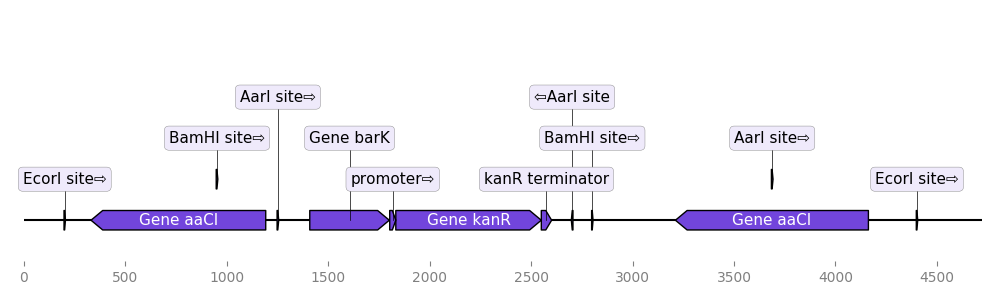 AarI site⇨
⇦AarI site
BamHI site⇨
Gene barK
BamHI site⇨
AarI site⇨
EcorI site⇨
promoter⇨
kanR terminator
EcorI site⇨
Gene aaCI
Gene kanR
Gene aaCI
0 500 1000 1500 2000 2500 3000 3500 4000 4500